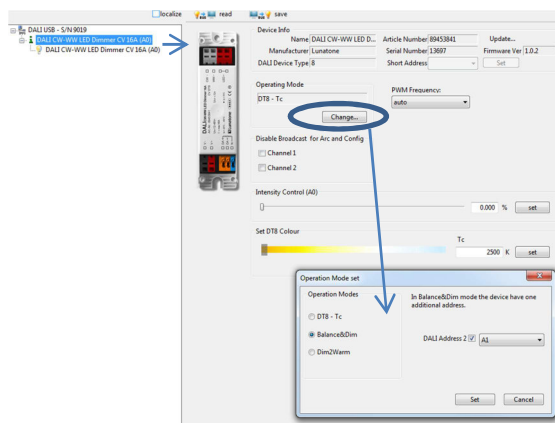 localize
read
save
DALI USB - S/N 9019
DALI CW-WW LED Dimmer CV 16A (A0)
DALI CW-WW LED Dimmer CV 16A (A0)
Device Info
Name DALI CW-WW LED D... Article Number 89453841 Update...
Manufacturer Lunatone Serial Number 13697 Firmware Ver 1.0.2
DALI Device Type 8 Short Address Set
Operating Mode
DT8 - Tc
Change...
PWM Frequency:
auto
Disable Broadcast for Arc and Config
Channel 1
Channel 2
Intensity Control (A0)
0.000 % set
Set DT8 Colour
Tc
2500 K set
Operation Mode set
Operation Modes
DT8 - Tc
Balance&Dim
Dim2Warm
In Balance&Dim mode the device have one
additional address.
DALI Address 2 A1
Set Cancel